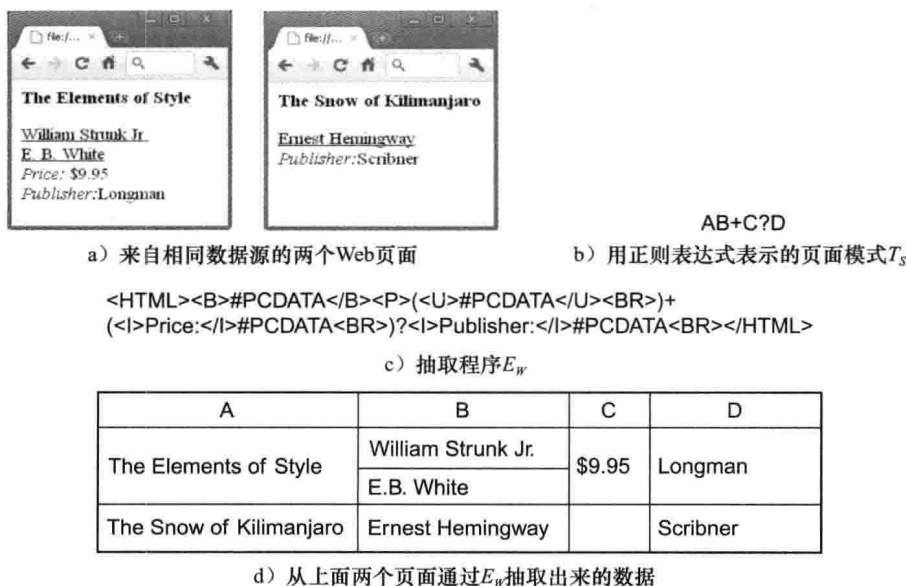 file:/...
The Elements of Style
William Strunk Jr.
E. B. White
Price: $9.95
Publisher:Longman
file://...
The Snow of Kilimanjaro
Ernest Hemingway
Publisher:Scribner
a）来自相同数据源的两个Web页面
AB+C?D
b）用正则表达式表示的页面模式Ts
<HTML><B>#PCDATA</B><P>(<U>#PCDATA</U><BR>)+
(<I>Price:</I>#PCDATA<BR>)?<I>Publisher:</I>#PCDATA<BR></HTML>
c）抽取程序Ew
A B C D
The Elements of Style William Strunk Jr. $9.95 Longman
E.B. White
The Snow of Kilimanjaro Ernest Hemingway Scribner
d）从上面两个页面通过Ew抽取出来的数据